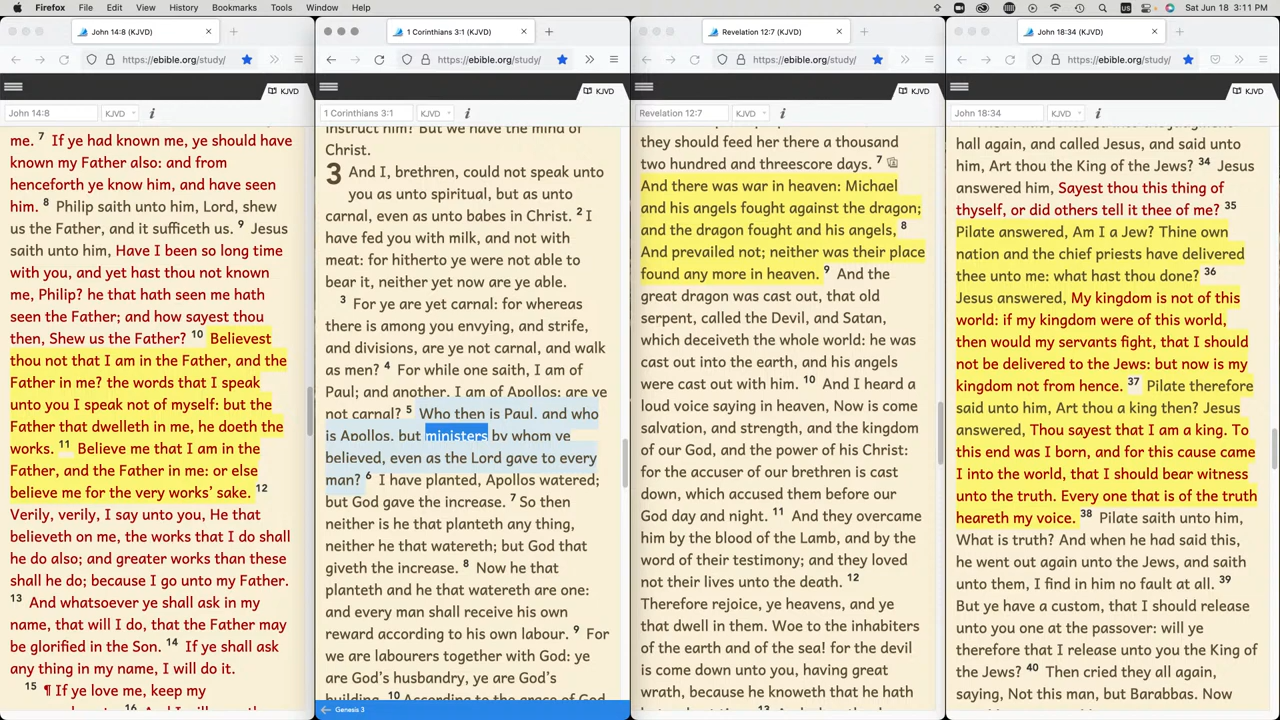 Firefox File Edit View History Bookmarks Tools Window Help
US Sat Jun 18 3:11 PM
John 14:8 (KJVD)
https://ebible.org/study/
KJVD
John 14:8 KJVD i
me. 7 If ye had known me, ye should have
known my Father also: and from
henceforth ye know him, and have seen
him. 8 Philip saith unto him, Lord, shew
us the Father, and it sufficeth us. 9 Jesus
saith unto him, Have I been so long time
with you, and yet hast thou not known
me, Philip? he that hath seen me hath
seen the Father; and how sayest thou
then, Shew us the Father? 10 Believest
thou not that I am in the Father, and the
Father in me? the words that I speak
unto you I speak not of myself: but the
Father that dwelleth in me, he doeth the
works. 11 Believe me that I am in the
Father, and the Father in me: or else
believe me for the very works’ sake. 12
Verily, verily, I say unto you, He that
believeth on me, the works that I do shall
he do also; and greater works than these
shall he do; because I go unto my Father.
13 And whatsoever ye shall ask in my
name, that will I do, that the Father may
be glorified in the Son. 14 If ye shall ask
any thing in my name, I will do it.
15 ¶ If ye love me, keep my
1 Corinthians 3:1 (KJVD)
https://ebible.org/study/
KJVD
1 Corinthians 3:1 KJVD i
instruct him? But we have the mind of
Christ.
3 And I, brethren, could not speak unto
you as unto spiritual, but as unto
carnal, even as unto babes in Christ. 2 I
have fed you with milk, and not with
meat: for hitherto ye were not able to
bear it, neither yet now are ye able.
3 For ye are yet carnal: for whereas
there is among you envying, and strife,
and divisions, are ye not carnal, and walk
as men? 4 For while one saith, I am of
Paul; and another, I am of Apollos; are ye
not carnal? 5 Who then is Paul, and who
is Apollos, but ministers by whom ye
believed, even as the Lord gave to every
man? 6 I have planted, Apollos watered;
but God gave the increase. 7 So then
neither is he that planteth any thing,
neither he that watereth; but God that
giveth the increase. 8 Now he that
planteth and he that watereth are one:
and every man shall receive his own
reward according to his own labour. 9 For
we are labourers together with God: ye
are God’s husbandry, ye are God’s
building. 10 According to the grace of God
Genesis 3
Revelation 12:7 (KJVD)
https://ebible.org/study/
KJVD
Revelation 12:7 KJVD i
they should feed her there a thousand
two hundred and threescore days. 7
And there was war in heaven: Michael
and his angels fought against the dragon;
and the dragon fought and his angels, 8
And prevailed not; neither was their place
found any more in heaven. 9 And the
great dragon was cast out, that old
serpent, called the Devil, and Satan,
which deceiveth the whole world: he was
cast out into the earth, and his angels
were cast out with him. 10 And I heard a
loud voice saying in heaven, Now is come
salvation, and strength, and the kingdom
of our God, and the power of his Christ:
for the accuser of our brethren is cast
down, which accused them before our
God day and night. 11 And they overcame
him by the blood of the Lamb, and by the
word of their testimony; and they loved
not their lives unto the death. 12
Therefore rejoice, ye heavens, and ye
that dwell in them. Woe to the inhabiters
of the earth and of the sea! for the devil
is come down unto you, having great
wrath, because he knoweth that he hath
John 18:34 (KJVD)
https://ebible.org/study/
KJVD
John 18:34 KJVD i
hall again, and called Jesus, and said unto
him, Art thou the King of the Jews? 34 Jesus
answered him, Sayest thou this thing of
thyself, or did others tell it thee of me? 35
Pilate answered, Am I a Jew? Thine own
nation and the chief priests have delivered
thee unto me: what hast thou done? 36
Jesus answered, My kingdom is not of this
world: if my kingdom were of this world,
then would my servants fight, that I should
not be delivered to the Jews: but now is my
kingdom not from hence. 37 Pilate therefore
said unto him, Art thou a king then? Jesus
answered, Thou sayest that I am a king. To
this end was I born, and for this cause came
I into the world, that I should bear witness
unto the truth. Every one that is of the truth
heareth my voice. 38 Pilate saith unto him,
What is truth? And when he had said this,
he went out again unto the Jews, and saith
unto them, I find in him no fault at all. 39
But ye have a custom, that I should release
unto you one at the passover: will ye
therefore that I release unto you the King of
the Jews? 40 Then cried they all again,
saying, Not this man, but Barabbas. Now